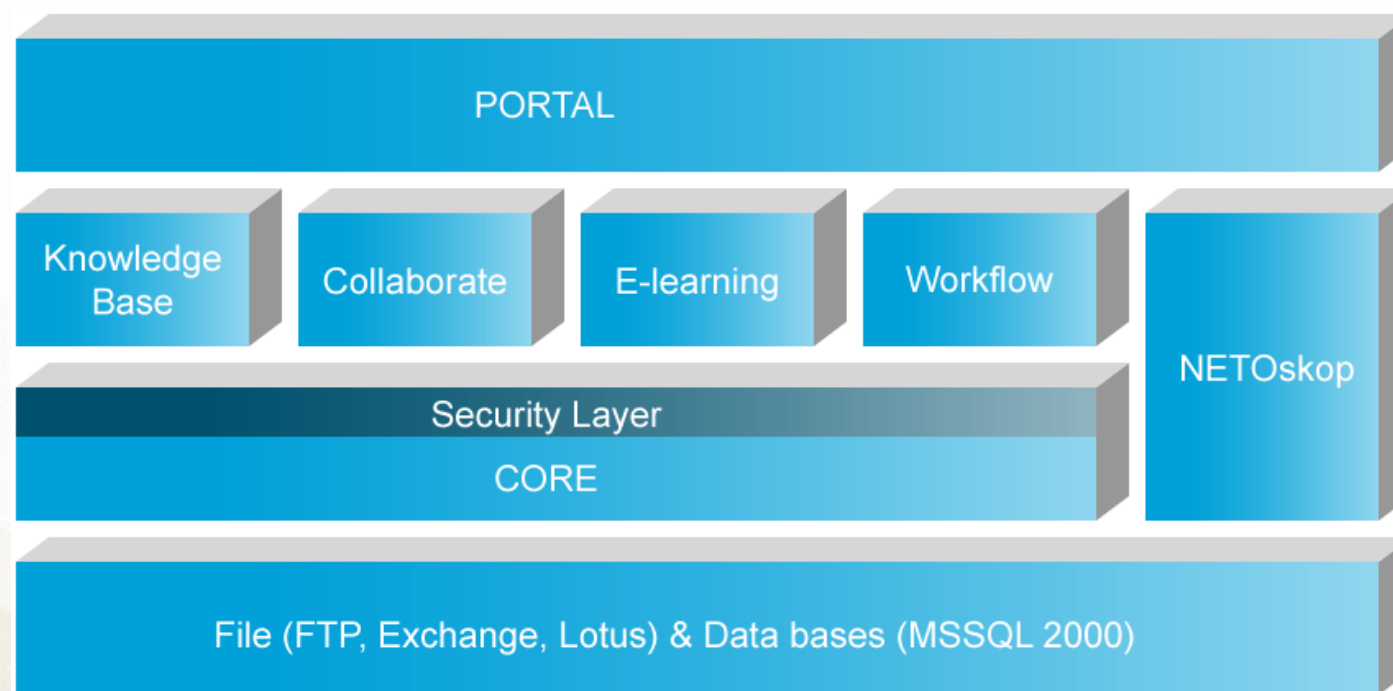 PORTAL
Knowledge
Base
Collaborate
E-learning
Workflow
NETOskop
Security Layer
CORE
File (FTP, Exchange, Lotus) & Data bases (MSSQL 2000)